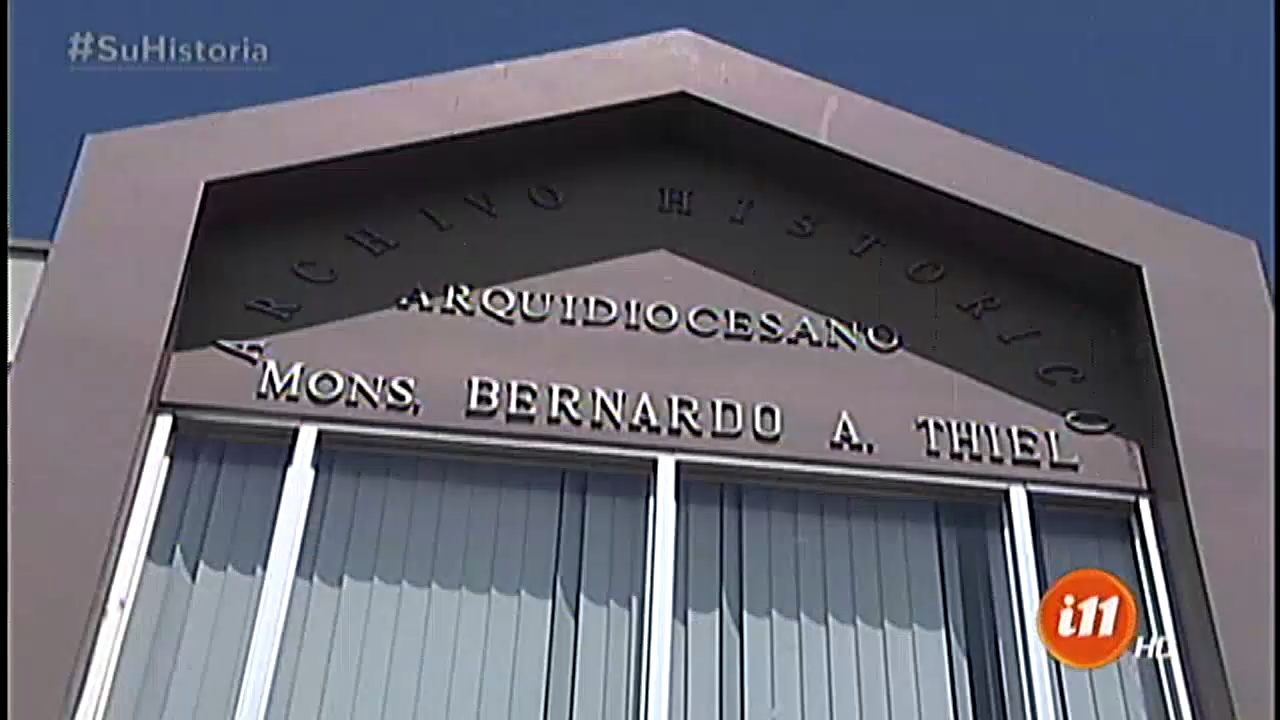 #SuHistoria
ARCHIVO HISTORICO
ARQUIDIOCESANO
MONS. BERNARDO A. THIEL
i11
HD